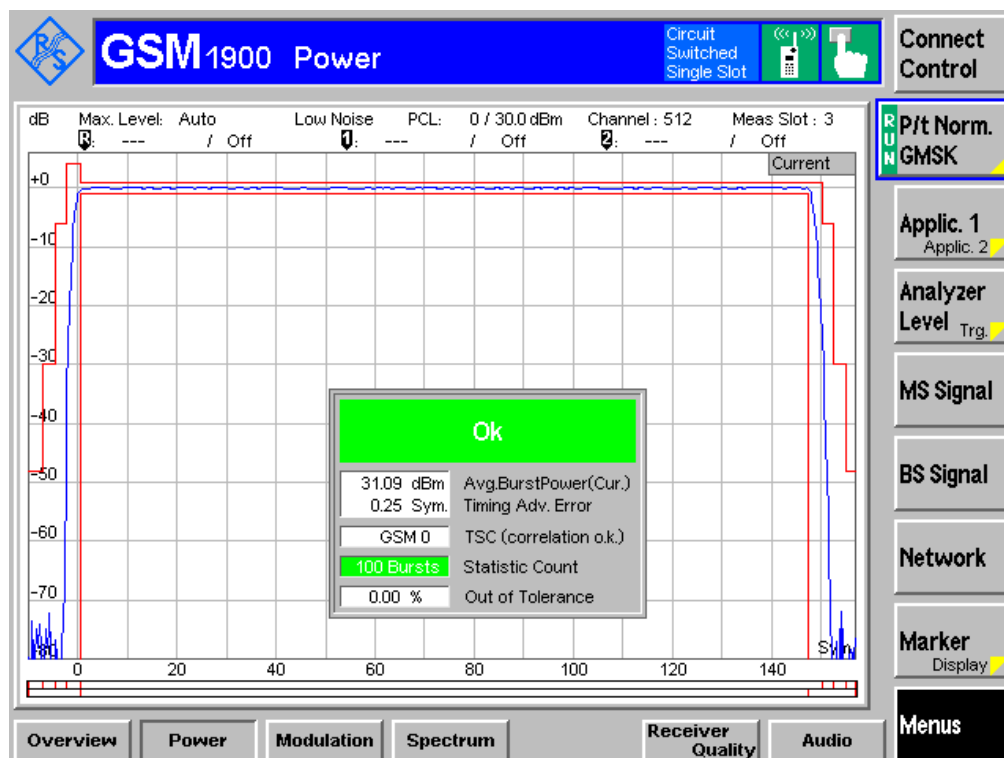 R S
GSM 1900 Power
Circuit
Switched
Single Slot
Connect
Control
dB Max. Level: Auto Low Noise PCL: 0 / 30.0 dBm Channel : 512 Meas Slot : 3
R: --- / Off 1: --- / Off 2: --- / Off
Current
RUN
P/t Norm.
GMSK
Applic. 1
Applic. 2
Analyzer
Level Trg.
MS Signal
BS Signal
Network
Marker
Display
Menus
+0
-10
-20
-30
-40
-50
-60
-70
Ok
31.09 dBm Avg.BurstPower(Cur.)
0.25 Sym. Timing Adv. Error
GSM 0 TSC (correlation o.k.)
100 Bursts Statistic Count
0.00 % Out of Tolerance
0 20 40 60 80 100 120 140
Overview Power Modulation Spectrum Receiver Quality Audio